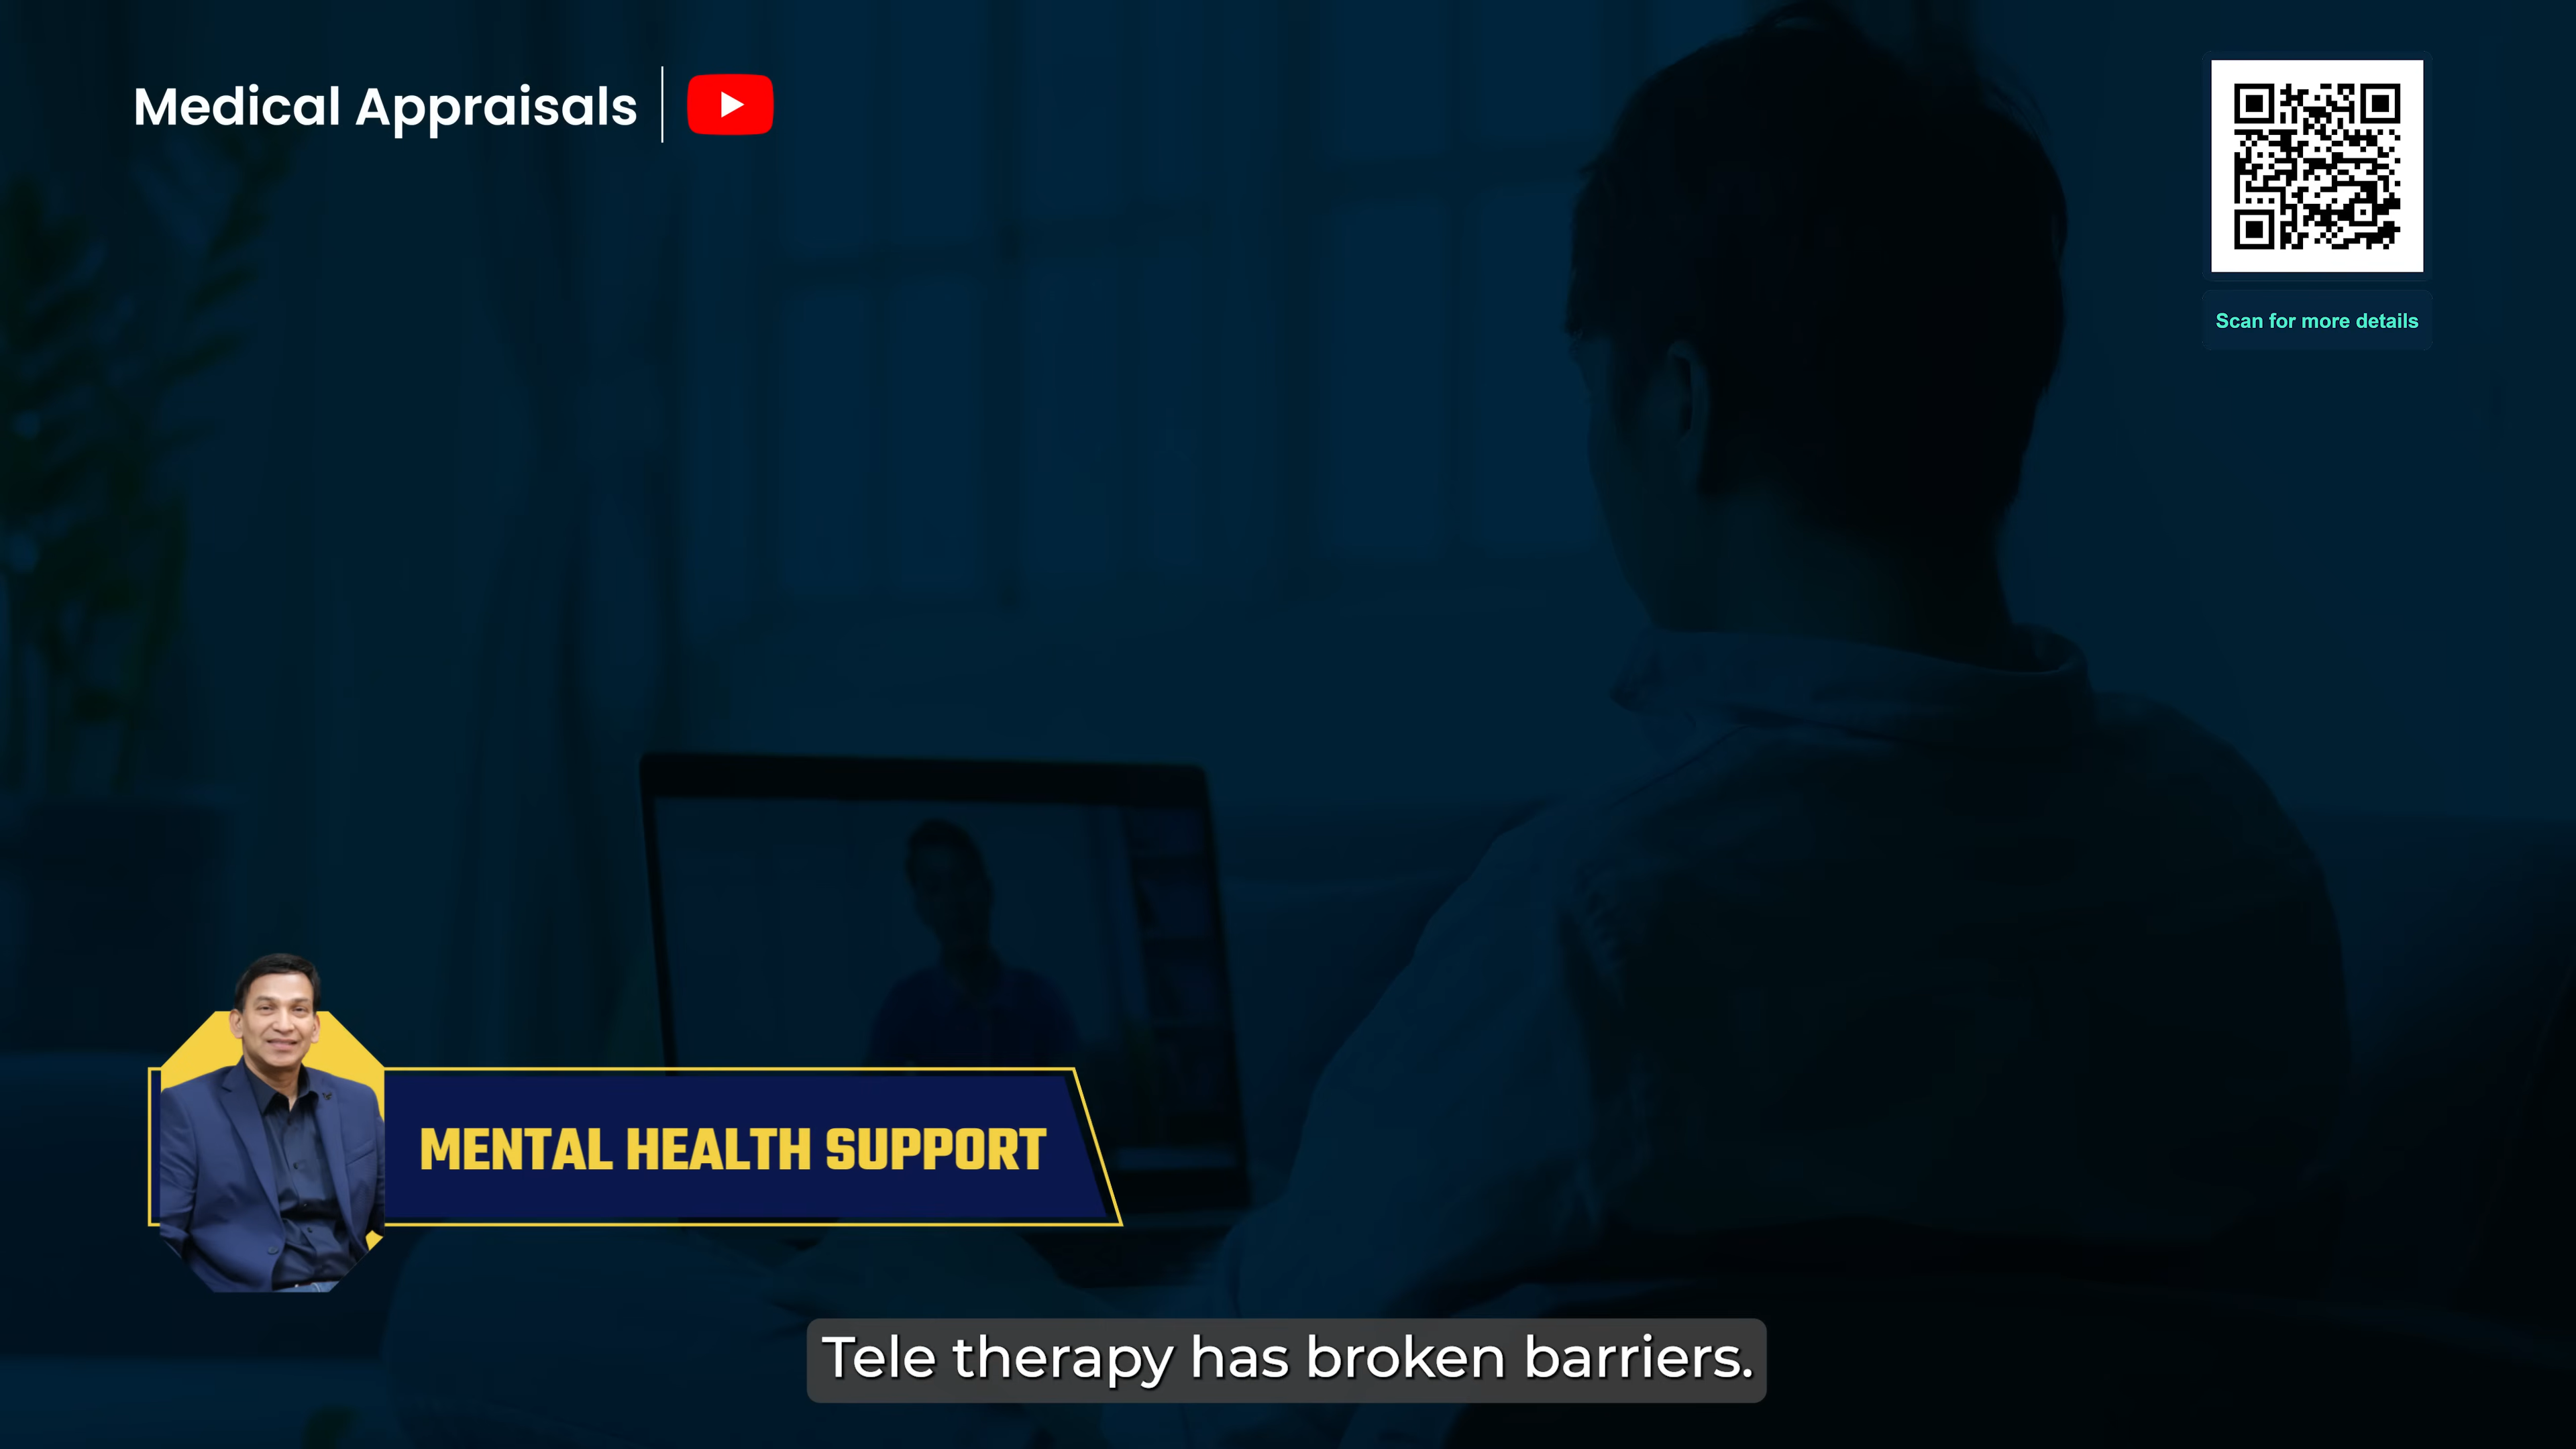 Medical Appraisals
Scan for more details
MENTAL HEALTH SUPPORT
Tele therapy has broken barriers.